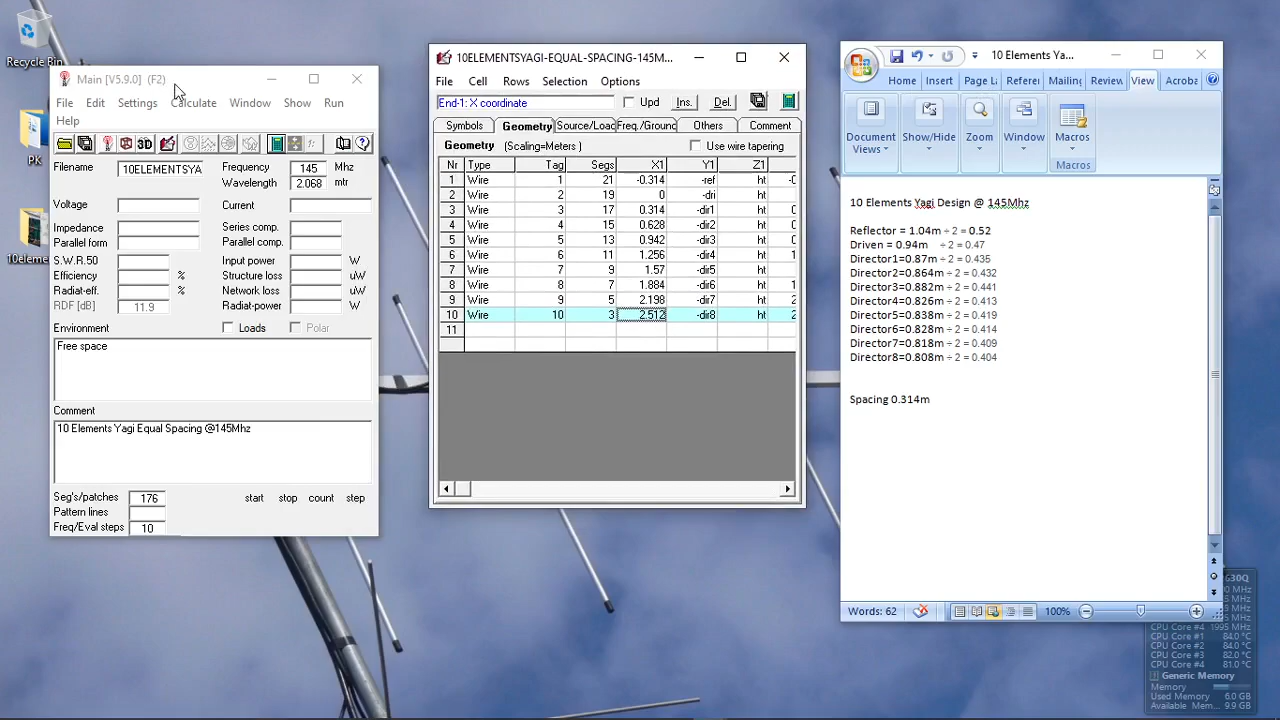 Recycle Bin
PK
10eleme
Main [V5.9.0] (F2)
File Edit Settings Calculate Window Show Run
Help
3D
Filename 10ELEMENTSYA Frequency 145 Mhz
Wavelength 2.068 mtr
Voltage Current
Impedance Series comp.
Parallel form Parallel comp.
S.W.R.50 Input power W
Efficiency % Structure loss uW
Radiat-eff. % Network loss uW
RDF [dB] 11.9 Radiat-power W
Environment Loads Polar
Free space
Comment
10 Elements Yagi Equal Spacing @145Mhz
Seg's/patches 176 start stop count step
Pattern lines
Freq/Eval steps 10
10ELEMENTSYAGI-EQUAL-SPACING-145M...
File Cell Rows Selection Options
End-1: X coordinate Upd Ins. Del.
Symbols Geometry Source/Load Freq./Ground Others Comment
Geometry (Scaling=Meters ) Use wire tapering
Nr Type Tag Segs X1 Y1 Z1
1 Wire 1 21 -0.314 -ref ht -0
2 Wire 2 19 0 -dri ht
3 Wire 3 17 0.314 -dir1 ht 0
4 Wire 4 15 0.628 -dir2 ht 0
5 Wire 5 13 0.942 -dir3 ht 0
6 Wire 6 11 1.256 -dir4 ht 1
7 Wire 7 9 1.57 -dir5 ht
8 Wire 8 7 1.884 -dir6 ht 1
9 Wire 9 5 2.198 -dir7 ht 2
10 Wire 10 3 2.512 -dir8 ht 2
11
10 Elements Ya...
Home Insert Page La Referer Mailing Review View Acroba
Document Views Show/Hide Zoom Window Macros
Macros
10 Elements Yagi Design @ 145Mhz
Reflector = 1.04m ÷ 2 = 0.52
Driven = 0.94m ÷ 2 = 0.47
Director1=0.87m ÷ 2 = 0.435
Director2=0.864m ÷ 2 = 0.432
Director3=0.882m ÷ 2 = 0.441
Director4=0.826m ÷ 2 = 0.413
Director5=0.838m ÷ 2 = 0.419
Director6=0.828m ÷ 2 = 0.414
Director7=0.818m ÷ 2 = 0.409
Director8=0.808m ÷ 2 = 0.404
Spacing 0.314m
Words: 62 100%
630Q
CPU Core #4 1995 MHz
CPU Core #1 84.0 °C
CPU Core #2 84.0 °C
CPU Core #3 82.0 °C
CPU Core #4 81.0 °C
Generic Memory
Memory
Used Memory 6.0 GB
Available Mem... 9.9 GB